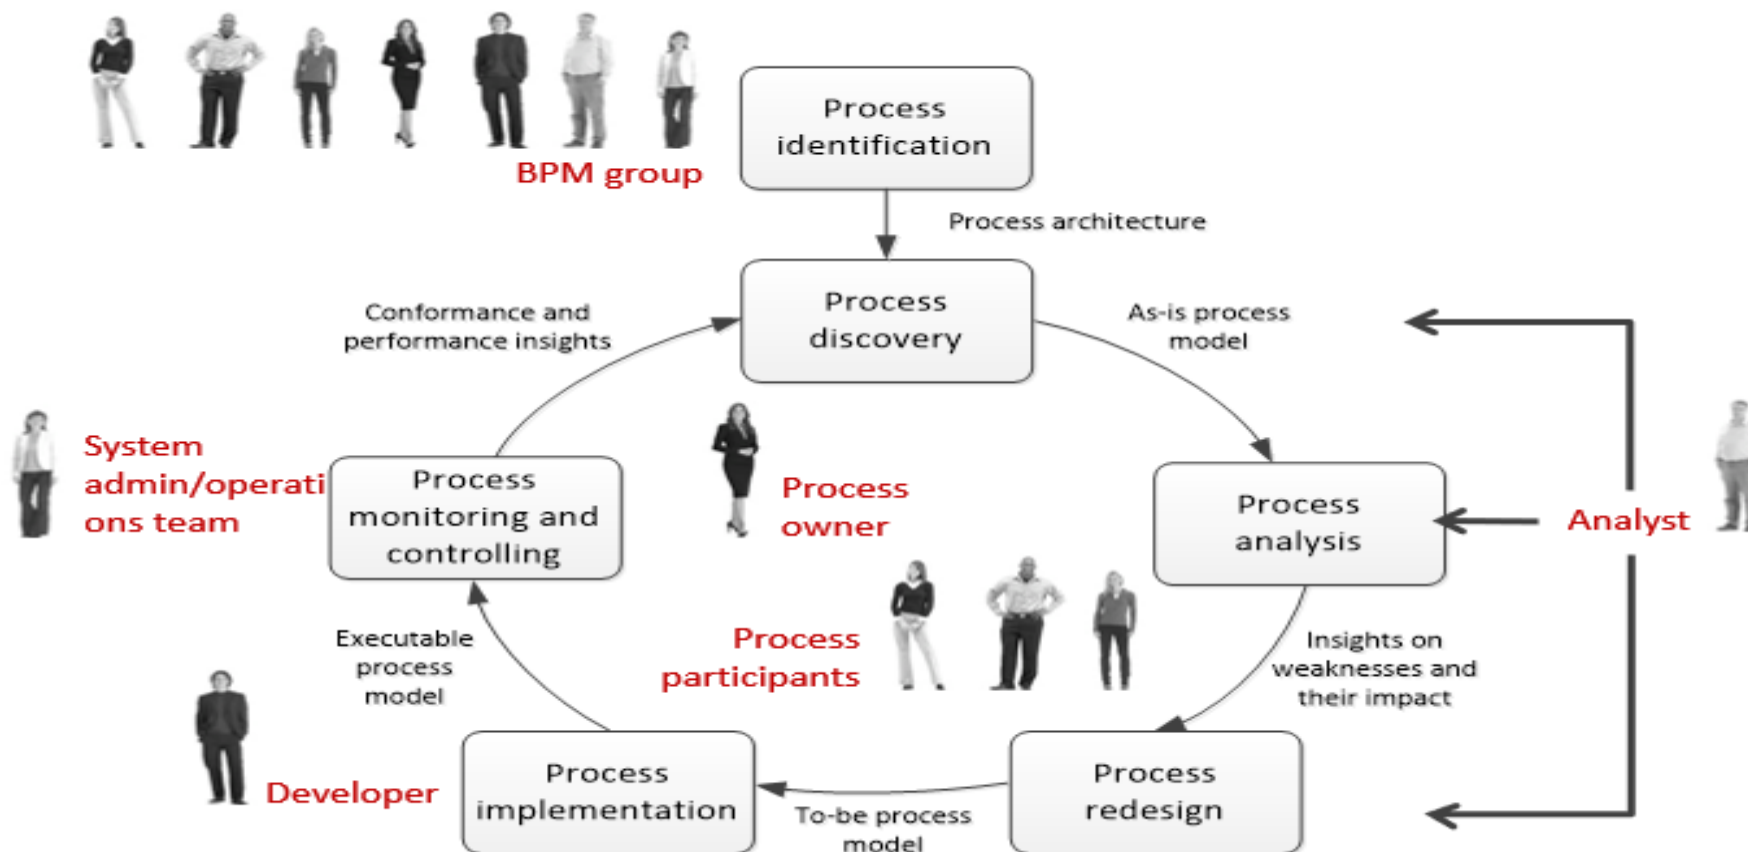 Process
identification
BPM group
Process architecture
Process
discovery
Conformance and
performance insights
As-is process
model
System
admin/operati
ons team
Process
monitoring and
controlling
Process
owner
Process
analysis
Analyst
Process
participants
Executable
process
model
Insights on
weaknesses and
their impact
Developer
Process
implementation
To-be process
model
Process
redesign